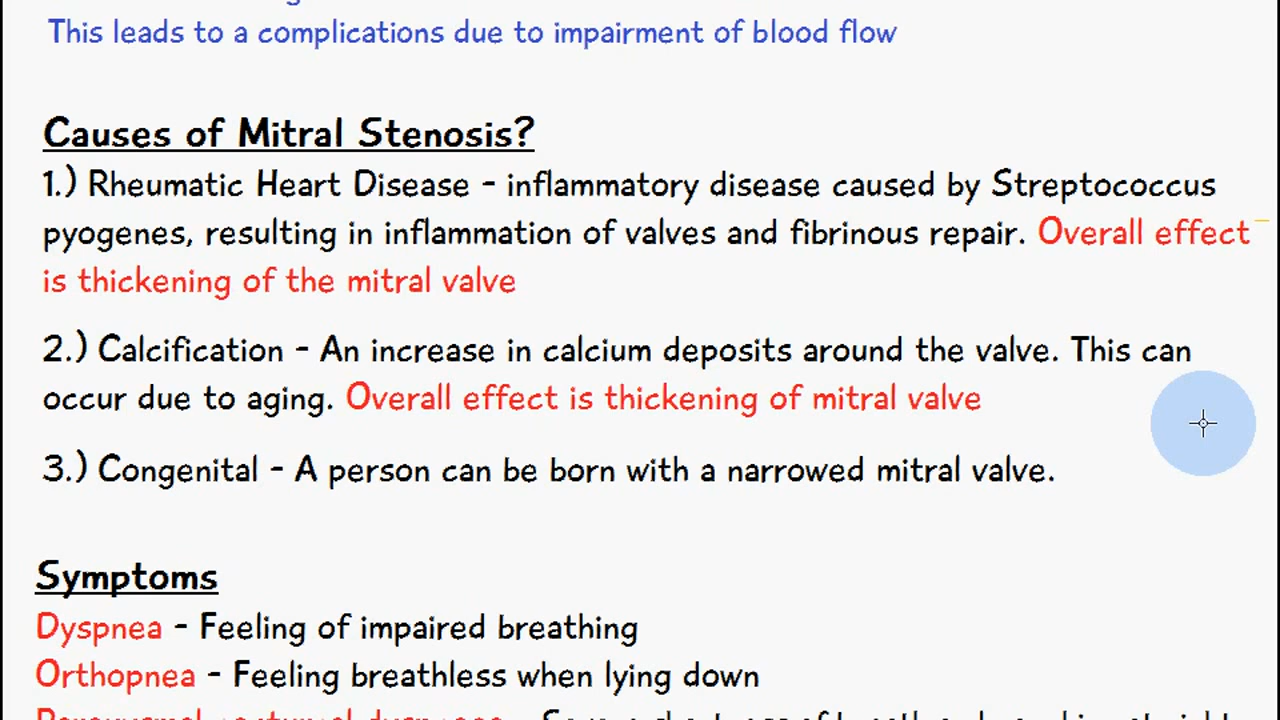 This leads to a complications due to impairment of blood flow
Causes of Mitral Stenosis?
1.) Rheumatic Heart Disease - inflammatory disease caused by Streptococcus
pyogenes, resulting in inflammation of valves and fibrinous repair. Overall effect
is thickening of the mitral valve
2.) Calcification - An increase in calcium deposits around the valve. This can
occur due to aging. Overall effect is thickening of mitral valve
3.) Congenital - A person can be born with a narrowed mitral valve.
Symptoms
Dyspnea - Feeling of impaired breathing
Orthopnea - Feeling breathless when lying down